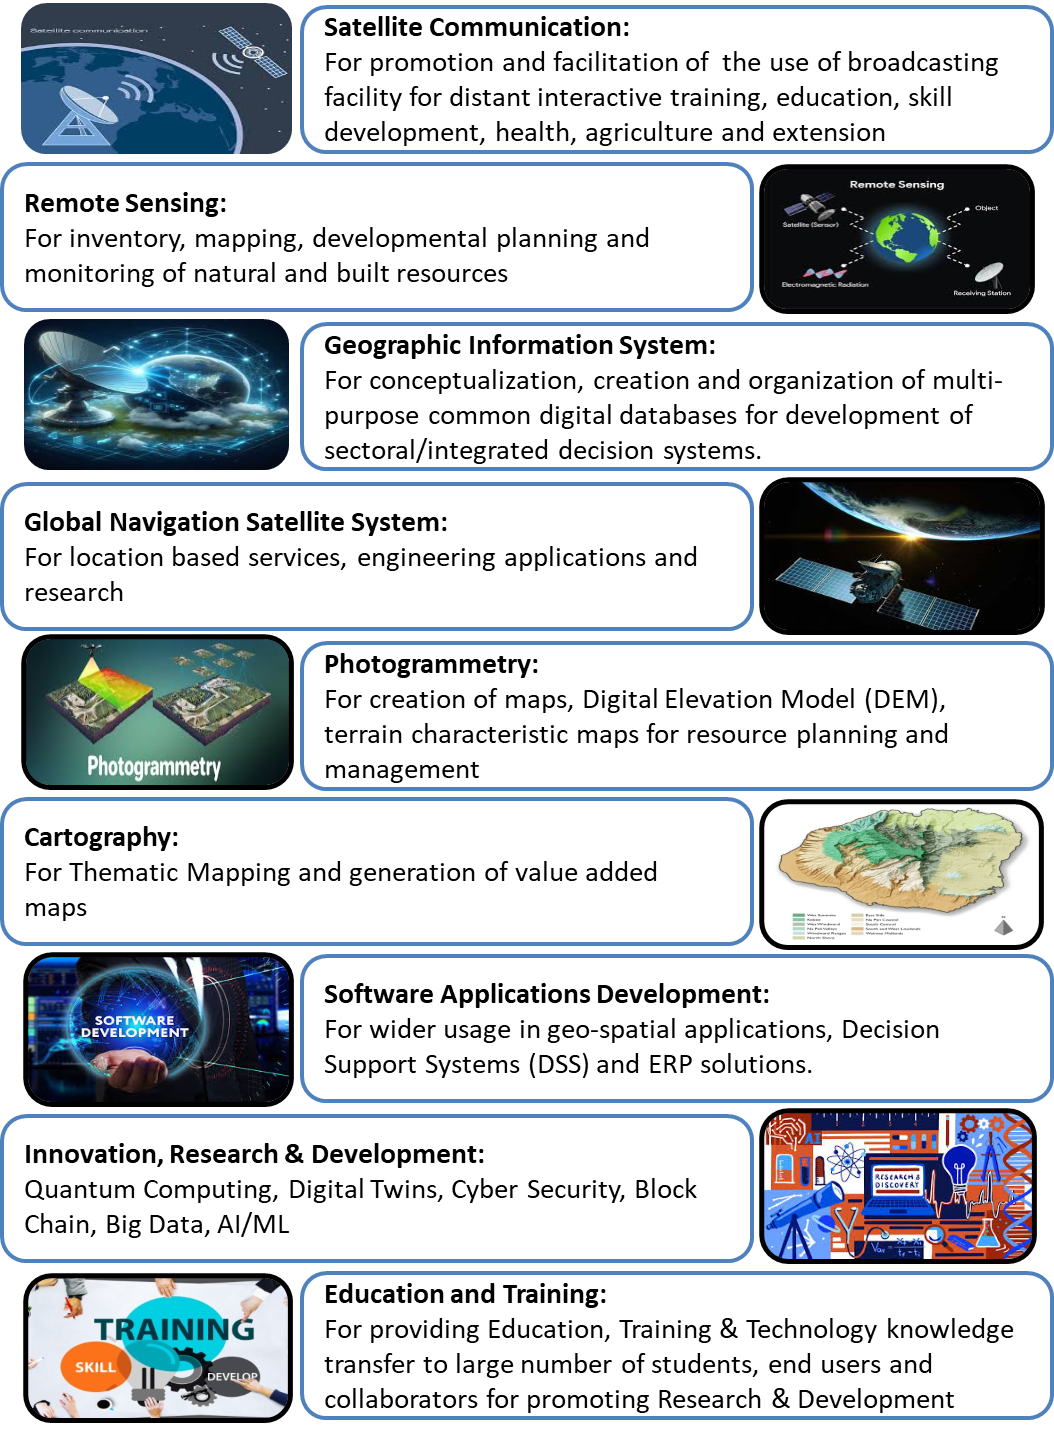 Satellite communication
Satellite Communication:
For promotion and facilitation of the use of broadcasting
facility for distant interactive training, education, skill
development, health, agriculture and extension
Remote Sensing:
For inventory, mapping, developmental planning and
monitoring of natural and built resources
Remote Sensing
Satellite (Sensor)
Object
Electromagnetic Radiation
Receiving Station
Geographic Information System:
For conceptualization, creation and organization of multi-
purpose common digital databases for development of
sectoral/integrated decision systems.
Global Navigation Satellite System:
For location based services, engineering applications and
research
Photogrammetry
Photogrammetry:
For creation of maps, Digital Elevation Model (DEM),
terrain characteristic maps for resource planning and
management
Cartography:
For Thematic Mapping and generation of value added
maps
SOFTWARE
DEVELOPMENT
Software Applications Development:
For wider usage in geo-spatial applications, Decision
Support Systems (DSS) and ERP solutions.
Innovation, Research & Development:
Quantum Computing, Digital Twins, Cyber Security, Block
Chain, Big Data, AI/ML
AI
RESEARCH &
DISCOVERY
TRAINING
SKILL
DEVELOP
Education and Training:
For providing Education, Training & Technology knowledge
transfer to large number of students, end users and
collaborators for promoting Research & Development